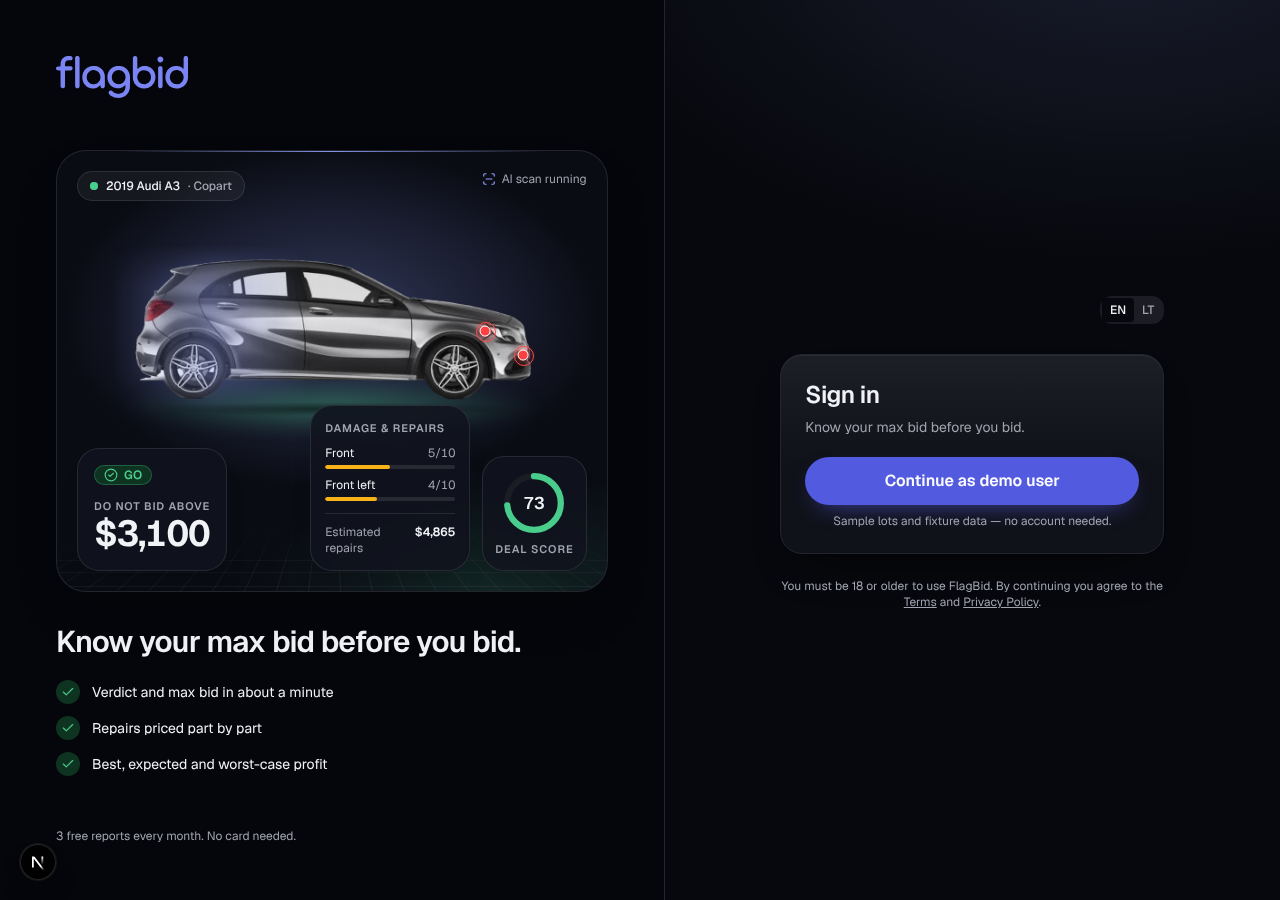 flagbid
2019 Audi A3 · Copart
AI scan running
DAMAGE & REPAIRS
Front 5/10
Front left 4/10
Estimated repairs $4,865
GO
DO NOT BID ABOVE
$3,100
73
DEAL SCORE
Know your max bid before you bid.
Verdict and max bid in about a minute
Repairs priced part by part
Best, expected and worst-case profit
3 free reports every month. No card needed.
N
EN LT
Sign in
Know your max bid before you bid.
Continue as demo user
Sample lots and fixture data — no account needed.
You must be 18 or older to use FlagBid. By continuing you agree to the
Terms and Privacy Policy.